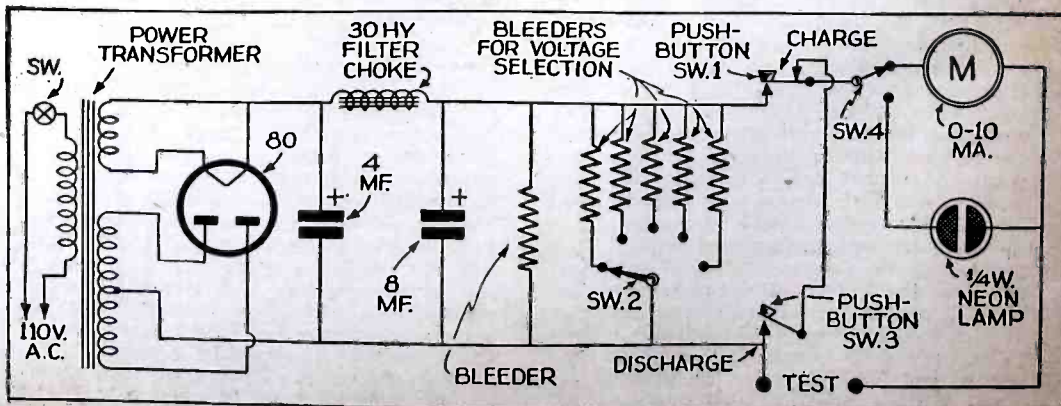 SW.
POWER
TRANSFORMER
30 HY
FILTER
CHOKE
BLEEDERS
FOR VOLTAGE
SELECTION
PUSH-
BUTTON
SW.1
CHARGE
SW.4
M
0-10
MA.
80
4
MF.
+
+
8
MF.
110V.
A.C.
BLEEDER
SW.2
DISCHARGE
PUSH-
BUTTON
SW.3
TEST
1/4 W.
NEON
LAMP